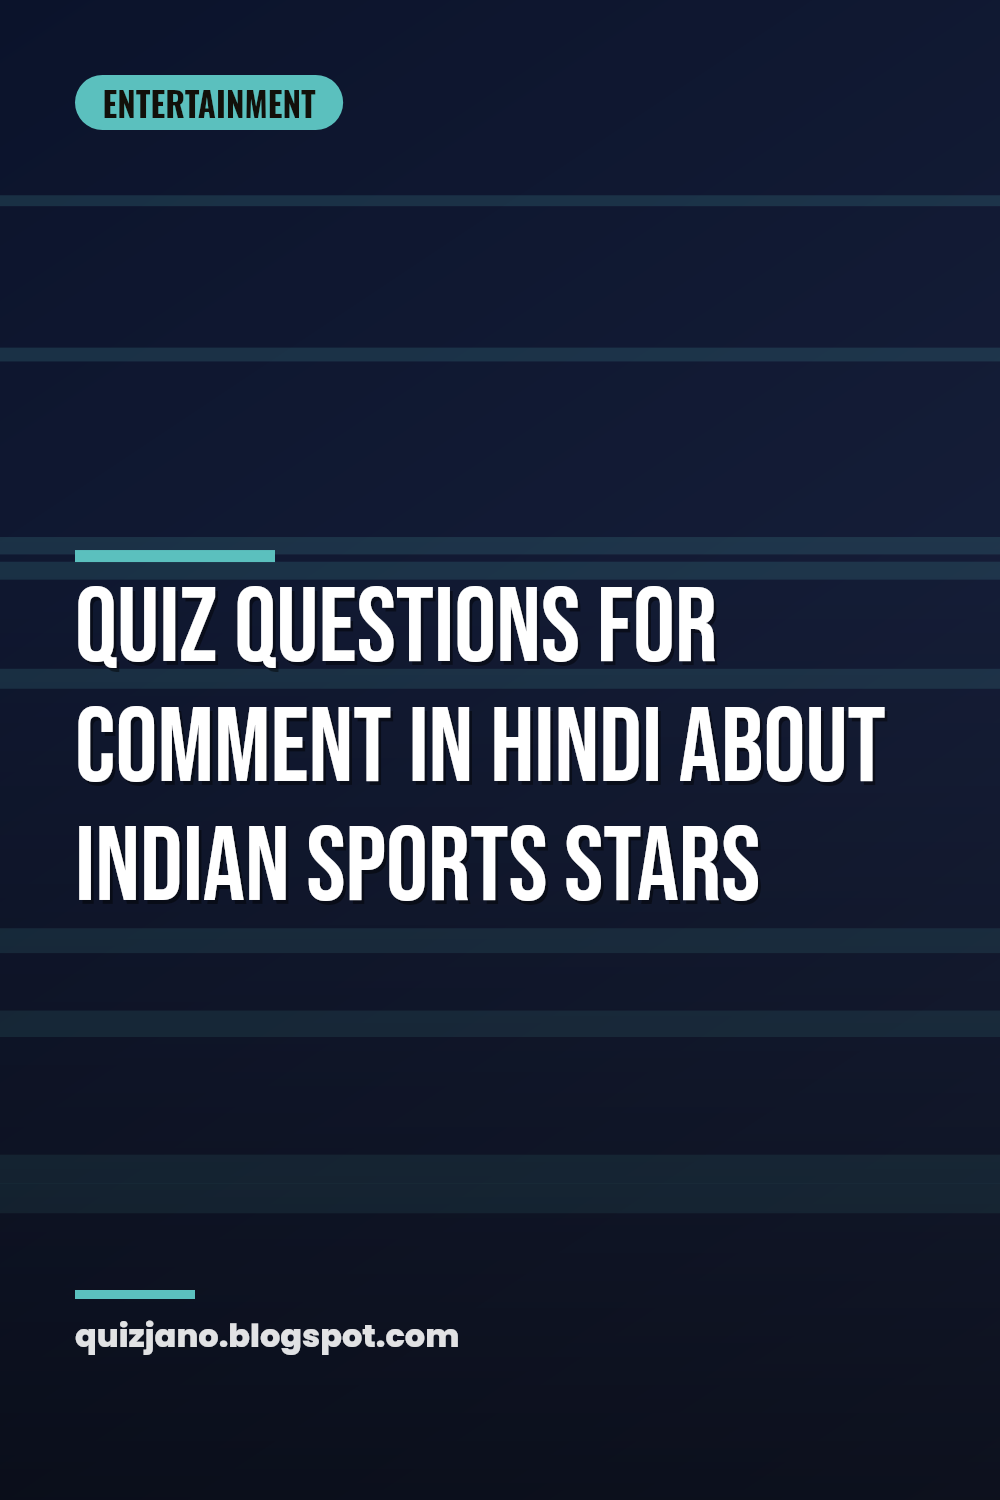 ENTERTAINMENT
QUIZ QUESTIONS FOR
COMMENT IN HINDI ABOUT
INDIAN SPORTS STARS
quizjano.blogspot.com